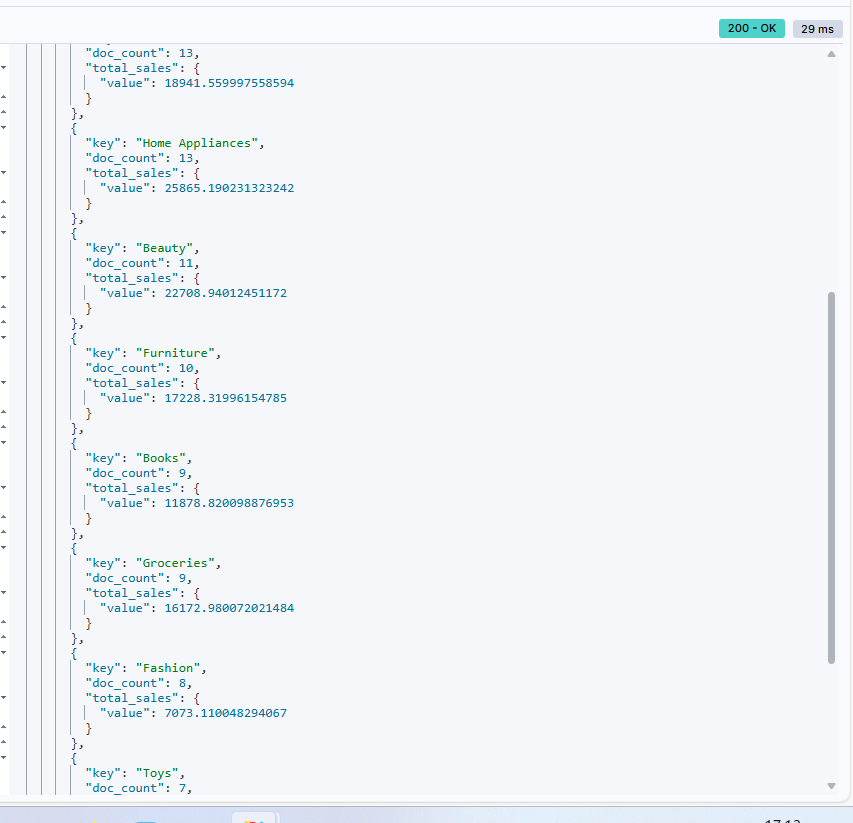 200 - OK
29 ms
"doc_count": 13,
"total_sales": {
"value": 18941.559997558594
}
},
{
"key": "Home Appliances",
"doc_count": 13,
"total_sales": {
"value": 25865.190231323242
}
},
{
"key": "Beauty",
"doc_count": 11,
"total_sales": {
"value": 22708.94012451172
}
},
{
"key": "Furniture",
"doc_count": 10,
"total_sales": {
"value": 17228.31996154785
}
},
{
"key": "Books",
"doc_count": 9,
"total_sales": {
"value": 11878.820098876953
}
},
{
"key": "Groceries",
"doc_count": 9,
"total_sales": {
"value": 16172.980072021484
}
},
{
"key": "Fashion",
"doc_count": 8,
"total_sales": {
"value": 7073.110048294067
}
},
{
"key": "Toys",
"doc_count": 7,